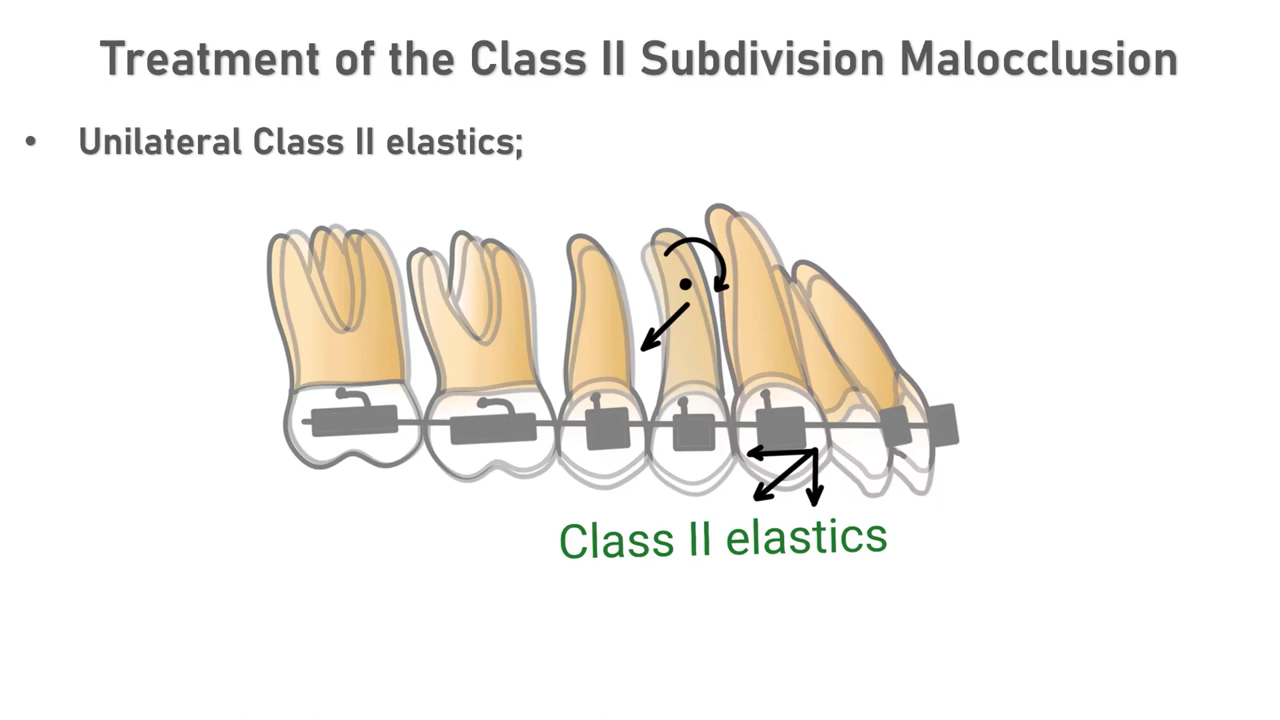 Treatment of the Class II Subdivision Malocclusion
• Unilateral Class II elastics;
Class II elastics